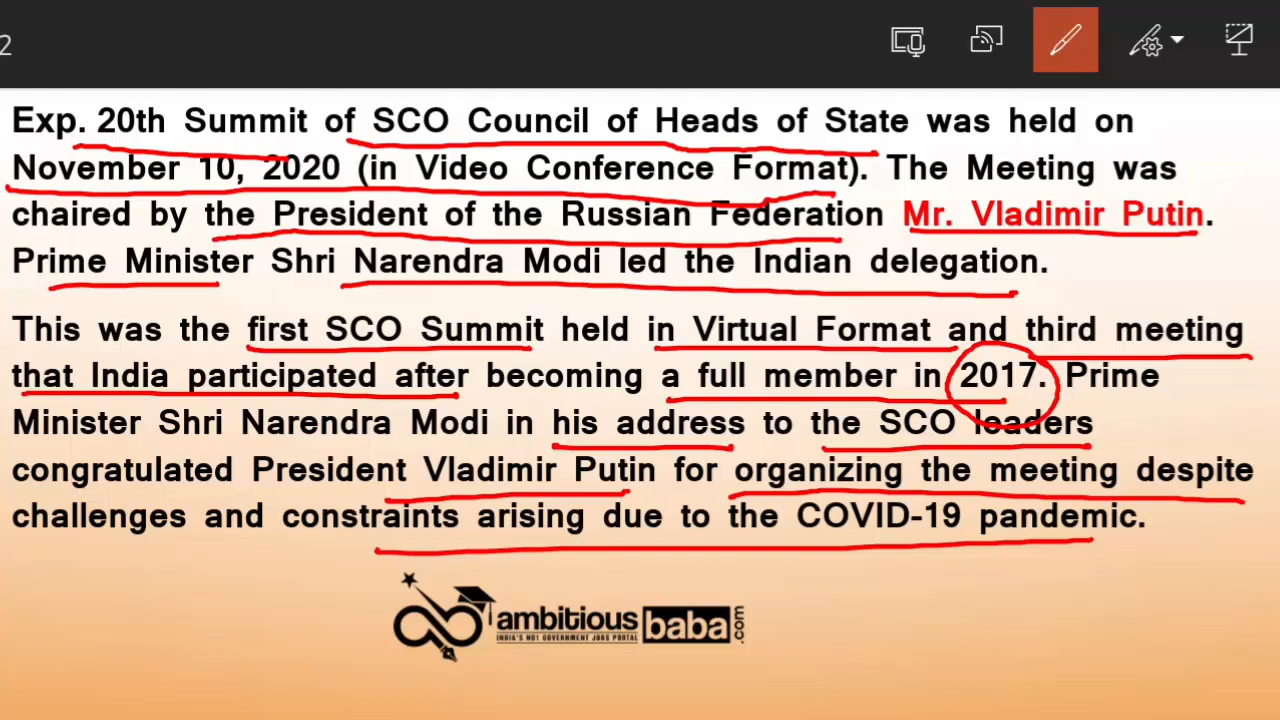 2
Exp. 20th Summit of SCO Council of Heads of State was held on
November 10, 2020 (in Video Conference Format). The Meeting was
chaired by the President of the Russian Federation Mr. Vladimir Putin.
Prime Minister Shri Narendra Modi led the Indian delegation.
This was the first SCO Summit held in Virtual Format and third meeting
that India participated after becoming a full member in 2017. Prime
Minister Shri Narendra Modi in his address to the SCO leaders
congratulated President Vladimir Putin for organizing the meeting despite
challenges and constraints arising due to the COVID-19 pandemic.
ambitiousbaba.com
INDIA'S NO1 GOVERNMENT JOBS PORTAL